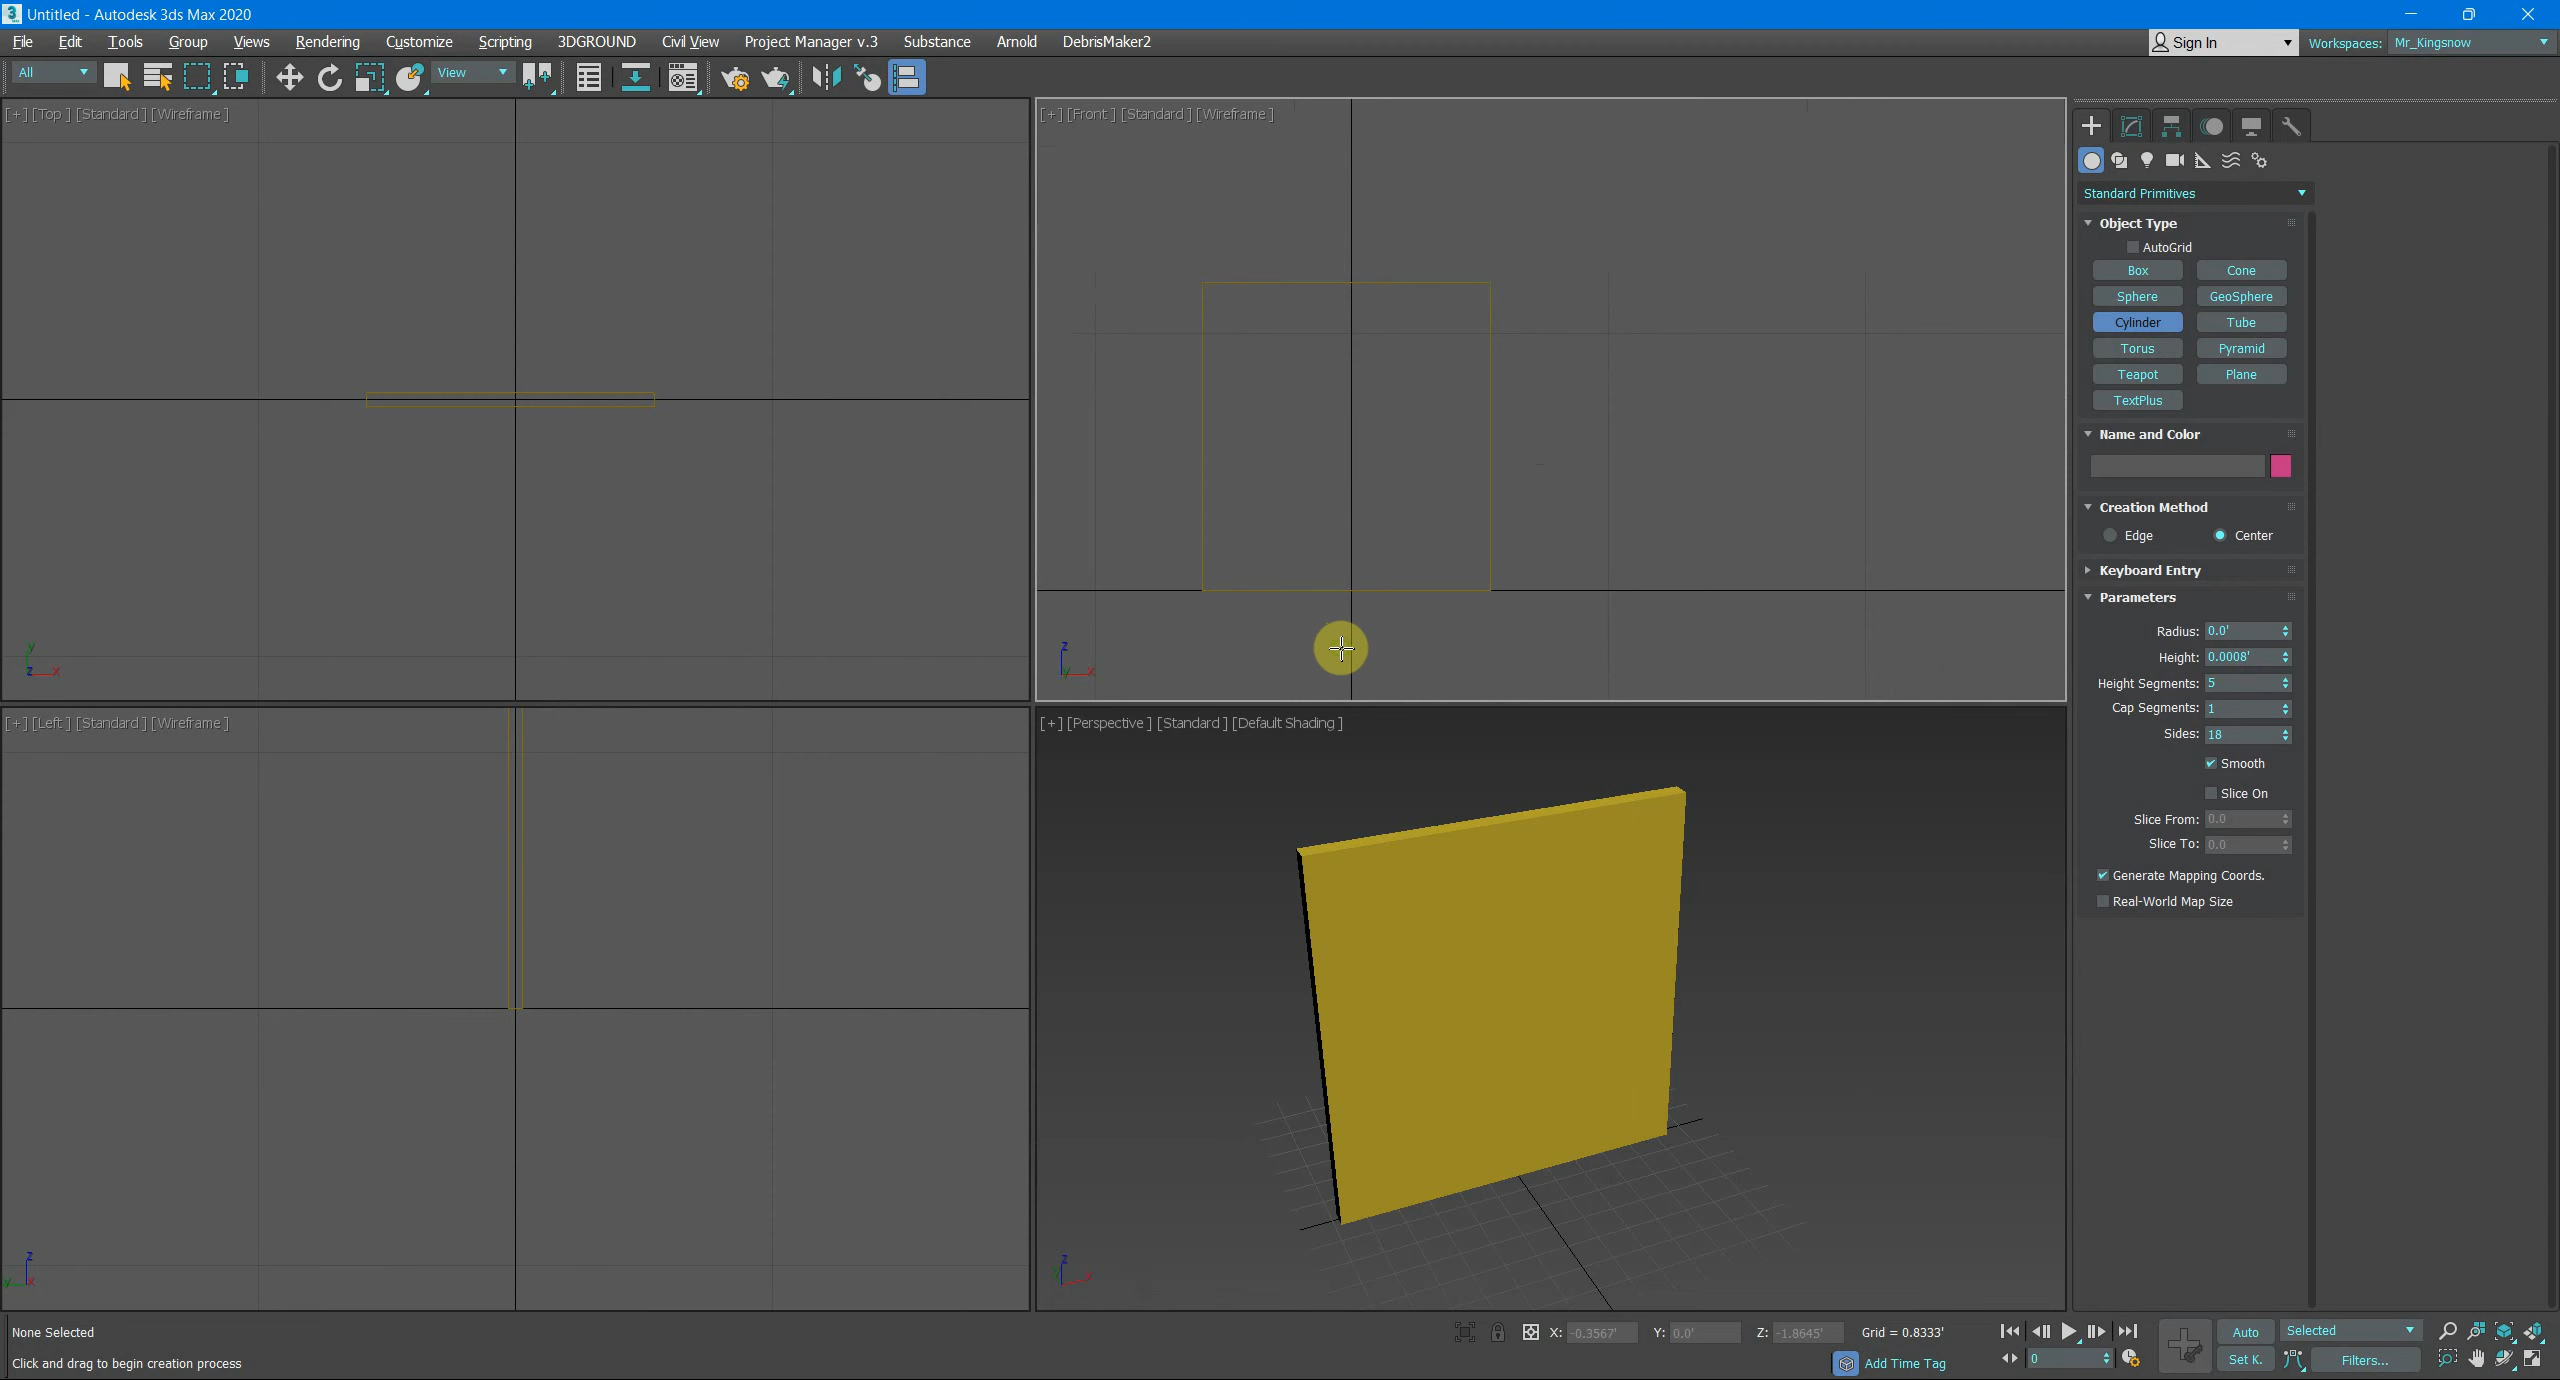 Untitled - Autodesk 3ds Max 2020
File Edit Tools Group Views Rendering Customize Scripting 3DGROUND Civil View Project Manager v.3 Substance Arnold DebrisMaker2
Sign In Workspaces: Mr_Kingsnow
All View
[+] [Top ] [Standard ] [Wireframe ]
[+] [Front ] [Standard ] [Wireframe ]
Standard Primitives
Object Type
AutoGrid
Box Cone
Sphere GeoSphere
Cylinder Tube
Torus Pyramid
Teapot Plane
TextPlus
Name and Color
Creation Method
Edge Center
Keyboard Entry
Parameters
Radius: 0.0'
Height: 0.0008'
Height Segments: 5
Cap Segments: 1
Sides: 18
Smooth
Slice On
Slice From: 0.0
Slice To: 0.0
Generate Mapping Coords.
Real-World Map Size
y
z x
z
y x
[+] [Left ] [Standard ] [Wireframe ]
[+] [Perspective ] [Standard ] [Default Shading ]
z
y x
z
y x
None Selected
X: -0.3567' Y: 0.0' Z: -1.8645' Grid = 0.8333'
Auto Selected
Click and drag to begin creation process
Add Time Tag
0
Set K. Filters...